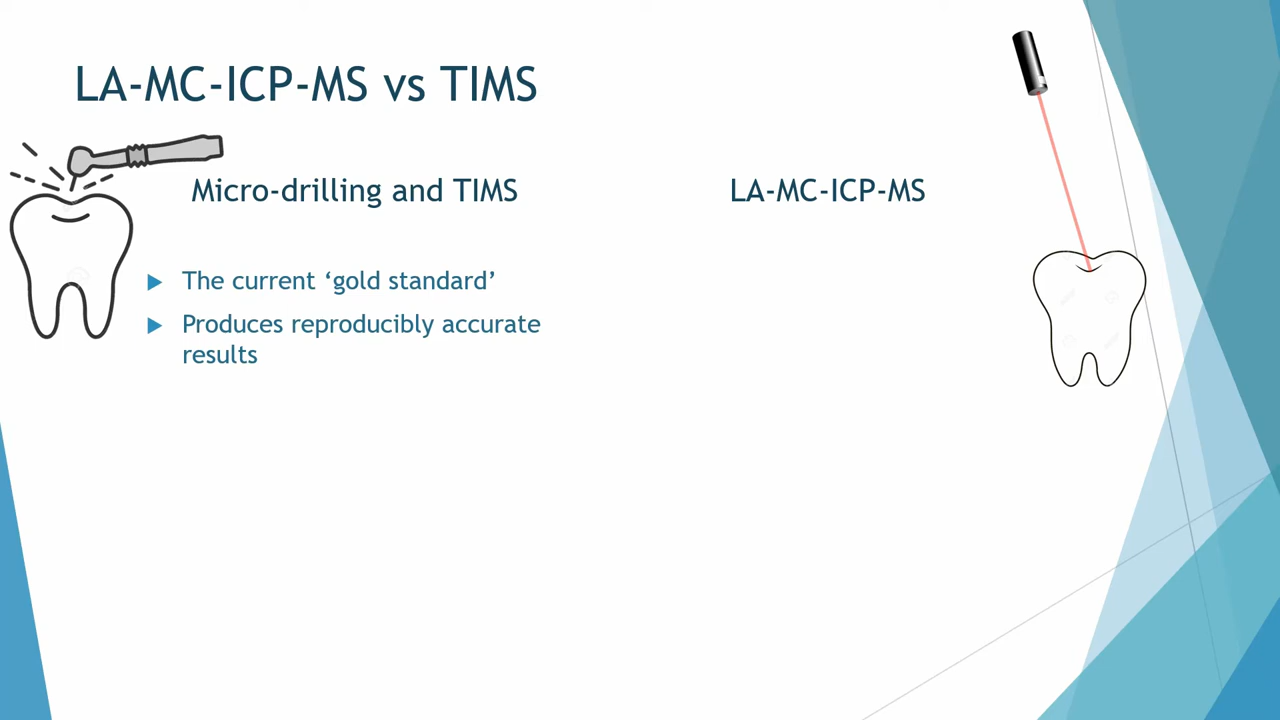 LA-MC-ICP-MS vs TIMS
Micro-drilling and TIMS
The current ‘gold standard’
Produces reproducibly accurate
results
LA-MC-ICP-MS